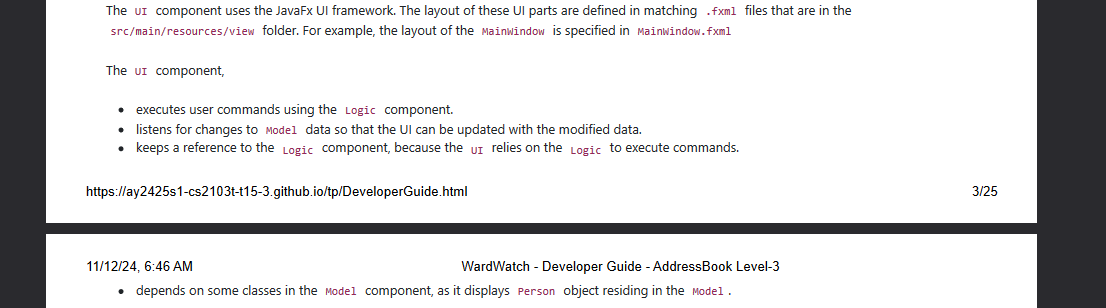 The UI component uses the JavaFx UI framework. The layout of these UI parts are defined in matching .fxml files that are in the
src/main/resources/view folder. For example, the layout of the MainWindow is specified in MainWindow.fxml
The UI component,
• executes user commands using the Logic component.
• listens for changes to Model data so that the UI can be updated with the modified data.
• keeps a reference to the Logic component, because the UI relies on the Logic to execute commands.
https://ay2425s1-cs2103t-t15-3.github.io/tp/DeveloperGuide.html 3/25
11/12/24, 6:46 AM WardWatch - Developer Guide - AddressBook Level-3
• depends on some classes in the Model component, as it displays Person object residing in the Model .